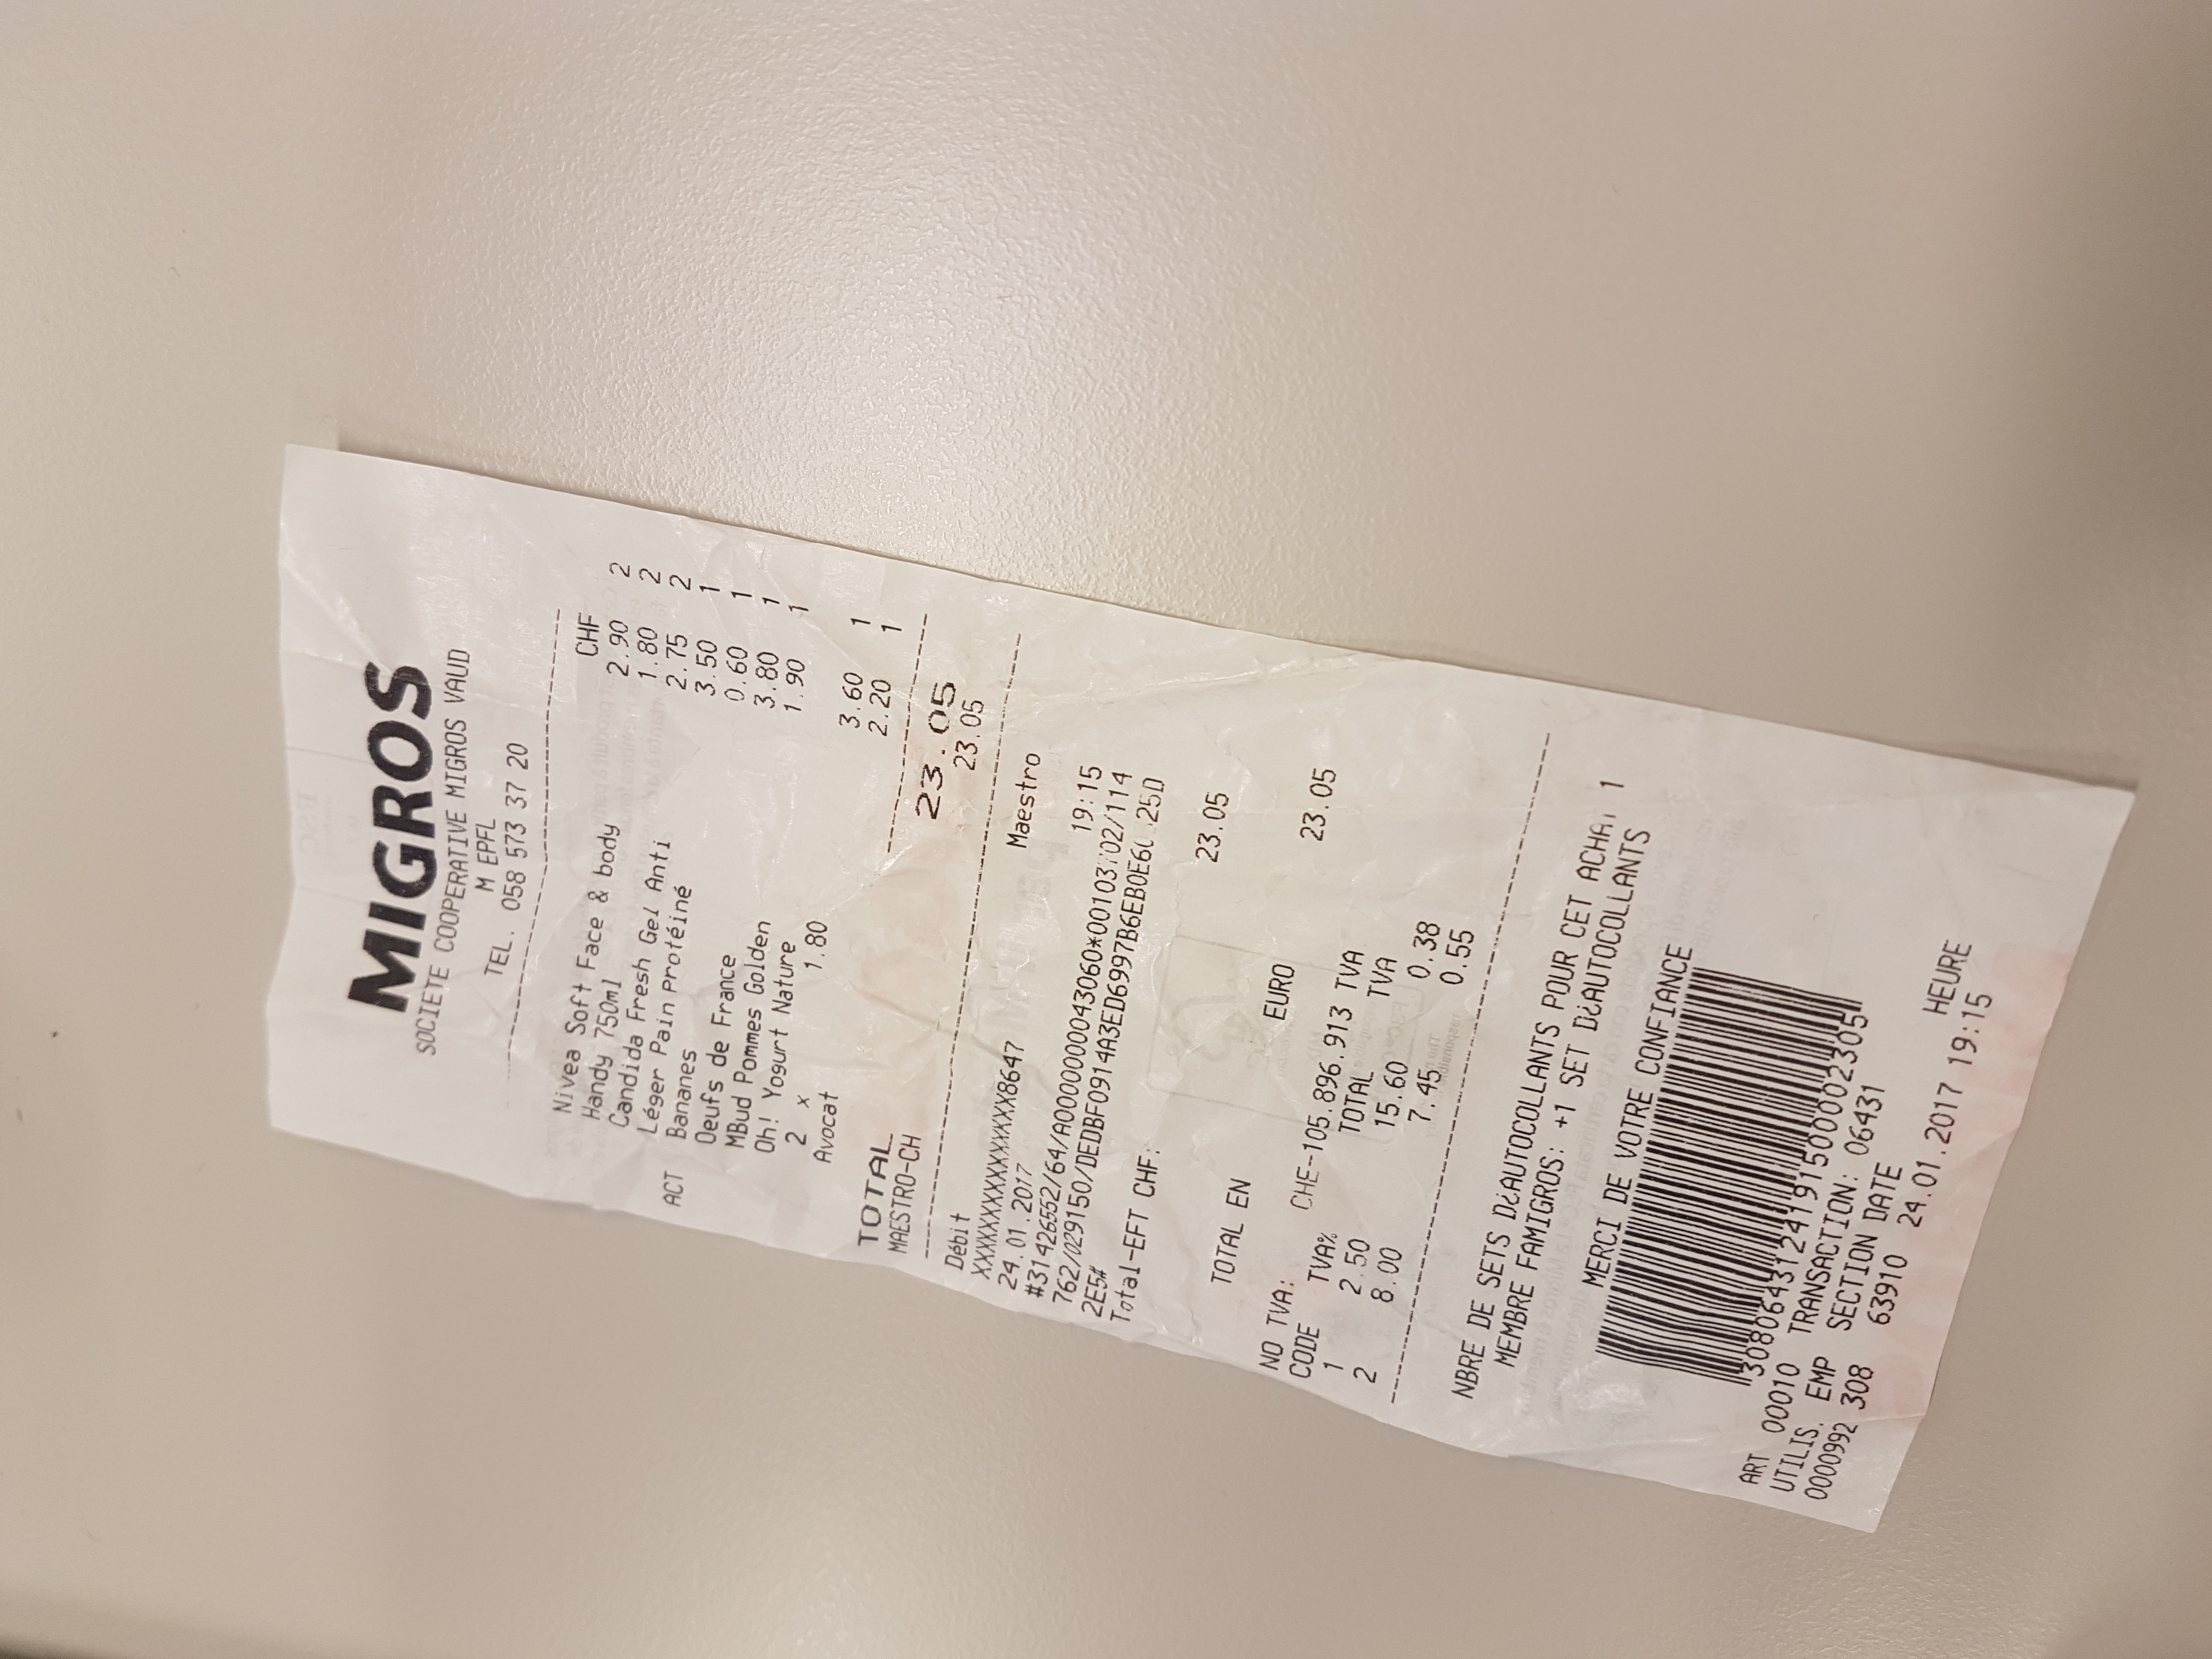 MIGROS
SOCIETE COOPERATIVE MIGROS VAUD
M EPFL
TEL. 058 573 37 20
CHF
Nivea Soft Face & body 2.90 2
Handy 750ml 1.80 2
Candida Fresh Gel Anti 2.75 2
Léger Pain protéiné 3.50 1
ACT Bananes 0.60 1
Oeufs de France 3.80 1
MBud Pommes Golden 1.90 1
Oh! Yogurt Nature
2 x 1.80 3.60 1
Avocat 2.20 1
TOTAL 23.05
MAESTRO-CH 23.05
Débit Maestro
XXXXXXXXXXXXXXX8647
24.01.2017 19:15
#31426552/64/A0000000043060*00103702/114
2E5#
Total-EFT CHF: 23.05
TOTAL EN EURO 23.05
NO TVA: CHE-105.896.913 TVA
CODE TVA% TOTAL TVA
1 2.50 15.60 0.38
2 8.00 7.45 0.55
NBRE DE SETS D¿AUTOCOLLANTS POUR CET ACHAT 1
MEMBRE FAMIGROS: +1 SET D¿AUTOCOLLANTS
MERCI DE VOTRE CONFIANCE
3080643124191500002305
ART 00010 TRANSACTION: 06431
UTILIS. EMP SECTION DATE HEURE
0000992 308 63910 24.01.2017 19:15